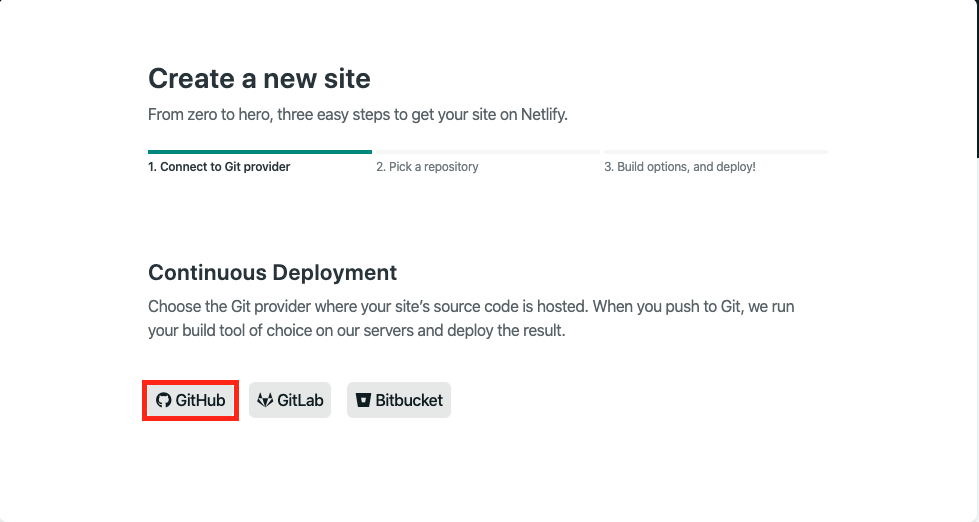 Create a new site
From zero to hero, three easy steps to get your site on Netlify.
1. Connect to Git provider
2. Pick a repository
3. Build options, and deploy!
Continuous Deployment
Choose the Git provider where your site’s source code is hosted. When you push to Git, we run
your build tool of choice on our servers and deploy the result.
GitHub
GitLab
Bitbucket